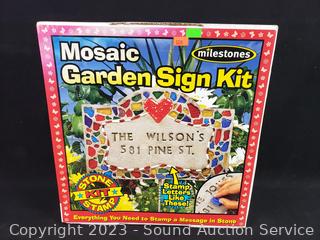 Mosaic
milestones
Garden Sign Kit
THE WILSON'S
581 PINE ST.
STONE
KIT
STAMP
Stamp
Letters
Like
These!
Everything You Need to Stamp a Message in Stone
Copyright 2023 - Sound Auction Service